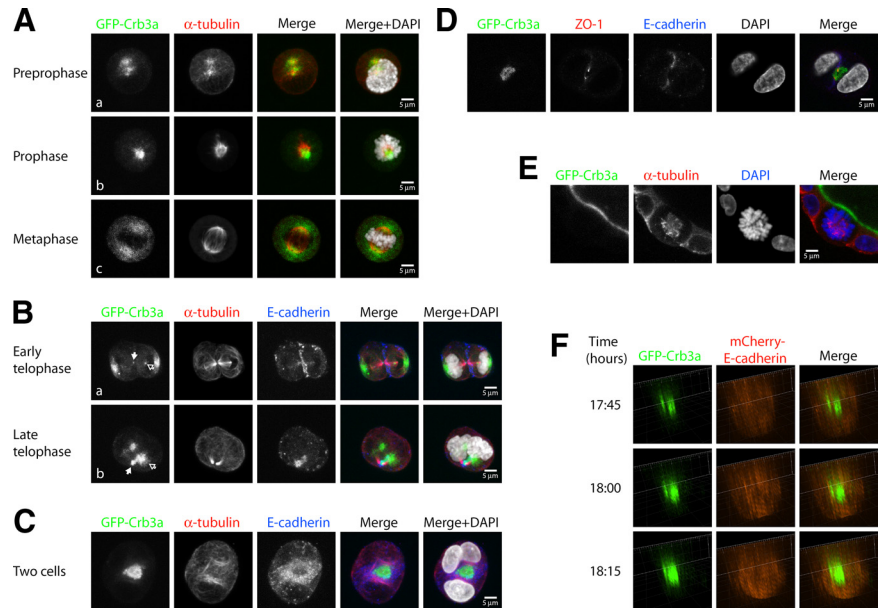 A
GFP-Crb3a α-tubulin Merge Merge+DAPI
Preprophase
a
5 μm
Prophase
b
5 μm
Metaphase
c
5 μm
B
GFP-Crb3a α-tubulin E-cadherin Merge Merge+DAPI
Early
telophase
a
5 μm
Late
telophase
b
5 μm
C
GFP-Crb3a α-tubulin E-cadherin Merge Merge+DAPI
Two cells
5 μm
D
GFP-Crb3a ZO-1 E-cadherin DAPI Merge
5 μm
E
GFP-Crb3a α-tubulin DAPI Merge
5 μm
F
Time
(hours)
GFP-Crb3a
mCherry-
E-cadherin
Merge
17:45
18:00
18:15